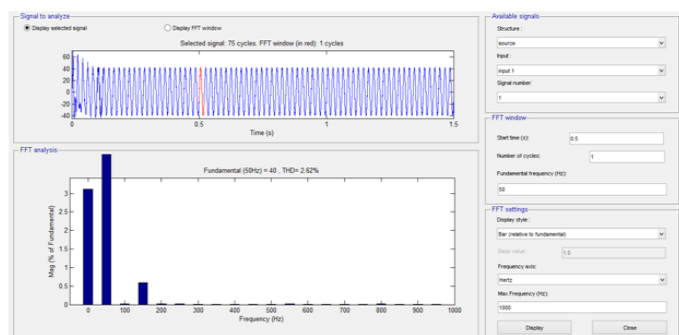 Signal to analyze
Display selected signal
Display FFT window
Selected signal: 75 cycles. FFT window (in red): 1 cycles
60
40
20
0
-20
-40
0
0.5
1
1.5
Time (s)
FFT analysis
Fundamental (50Hz) = 40 , THD= 2.62%
Mag (% of Fundamental)
3
2.5
2
1.5
1
0.5
0
0 100 200 300 400 500 600 700 800 900 1000
Frequency (Hz)
Available signals
Structure :
source
Input :
input 1
Signal number:
1
FFT window
Start time (s):
0.5
Number of cycles:
1
Fundamental frequency (Hz):
50
FFT settings
Display style :
Bar (relative to fundamental)
Base value:
1.0
Frequency axis:
Hertz
Max Frequency (Hz):
1000
Display
Close